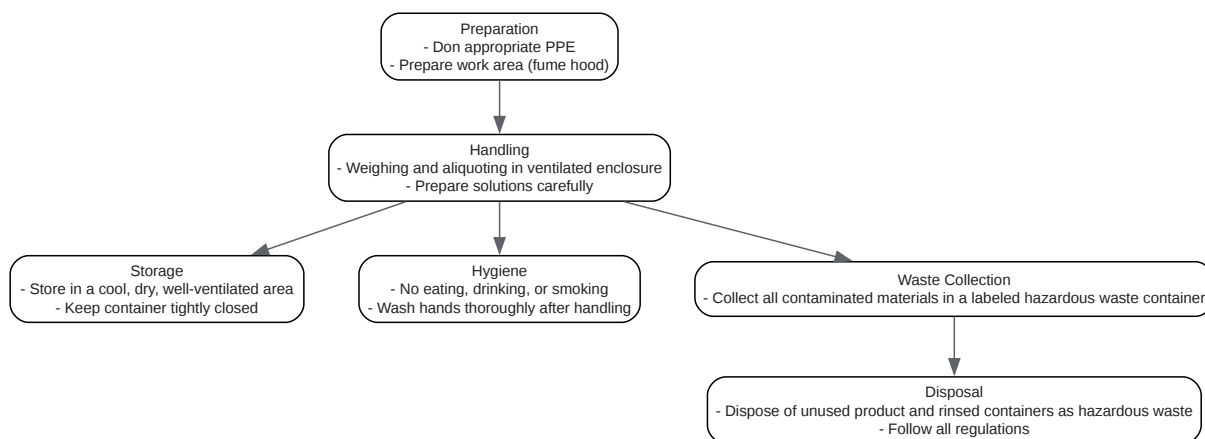 Preparation
- Don appropriate PPE
- Prepare work area (fume hood)
Handling
- Weighing and aliquoting in ventilated enclosure
- Prepare solutions carefully
Storage
- Store in a cool, dry, well-ventilated area
- Keep container tightly closed
Hygiene
- No eating, drinking, or smoking
- Wash hands thoroughly after handling
Waste Collection
- Collect all contaminated materials in a labeled hazardous waste container
Disposal
- Dispose of unused product and rinsed containers as hazardous waste
- Follow all regulations